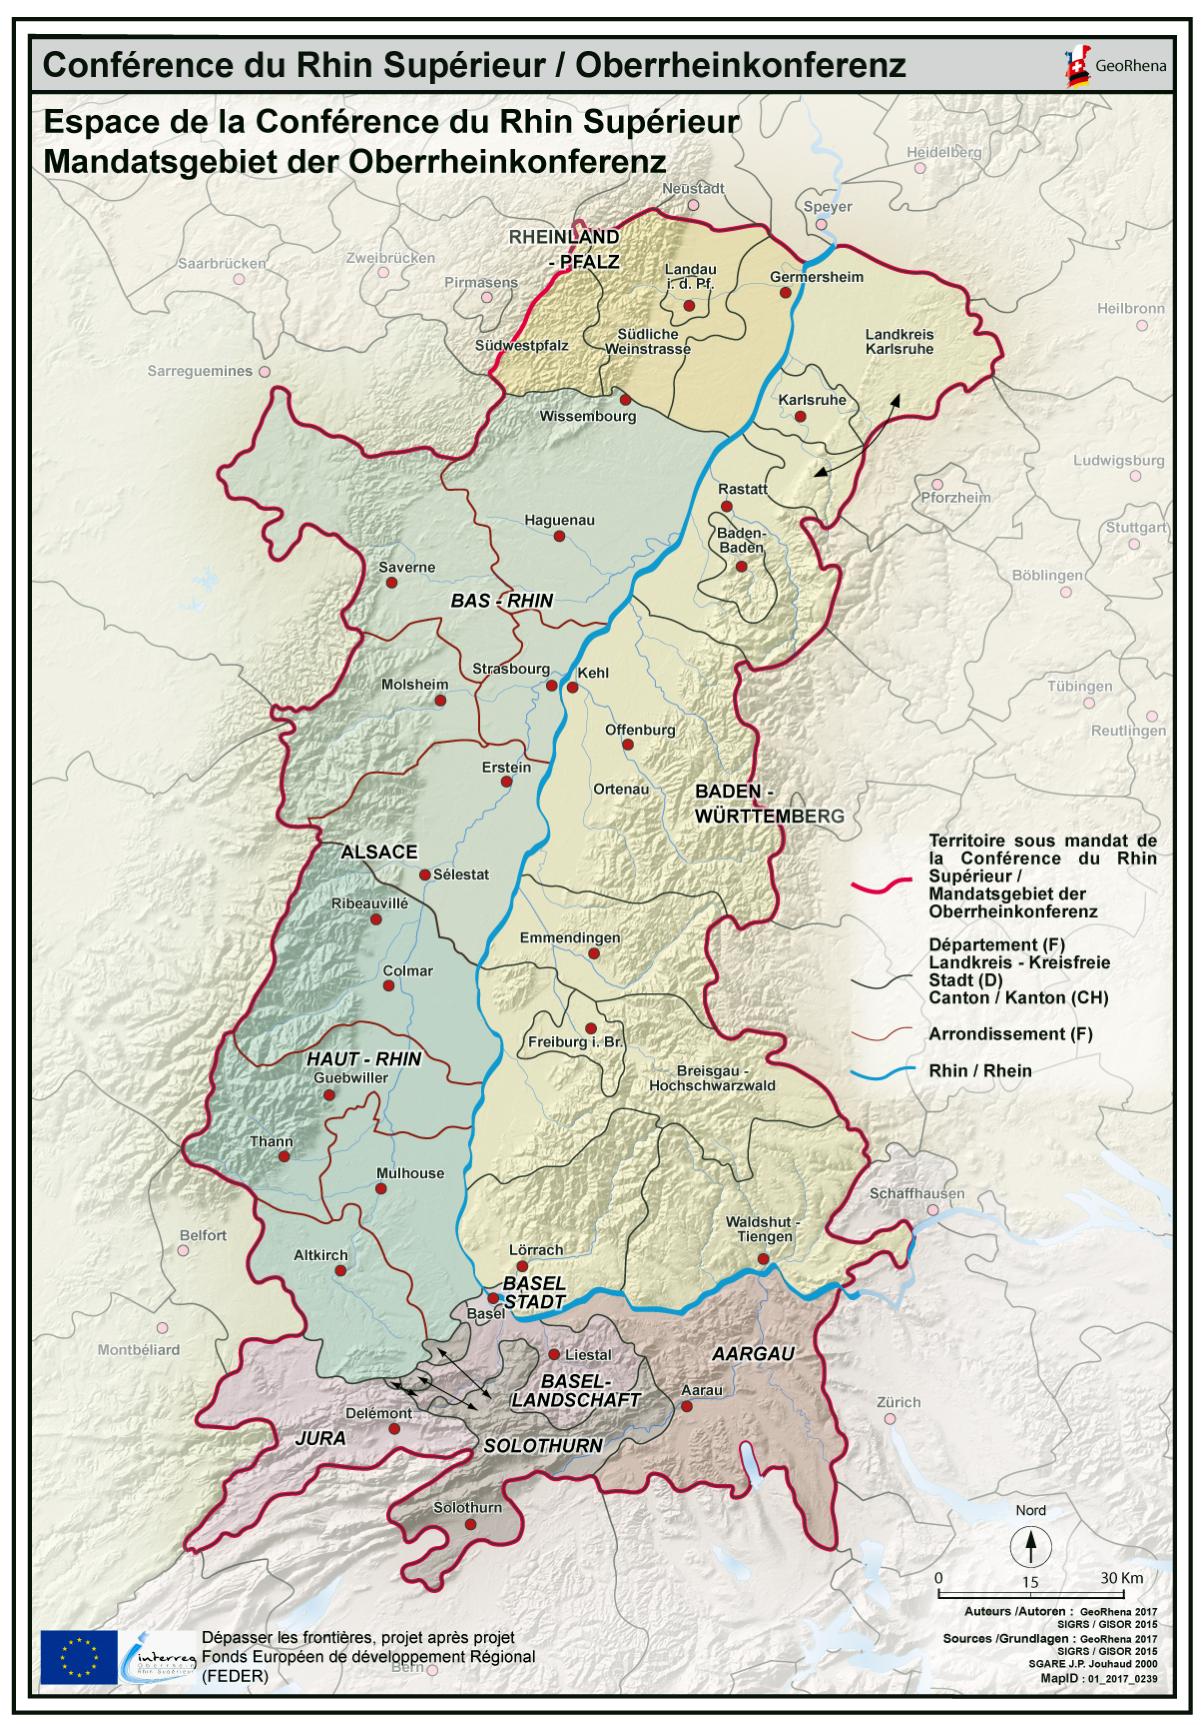 Conférence du Rhin Supérieur / Oberrheinkonferenz
GeoRhena
Espace de la Conférence du Rhin Supérieur
Mandatsgebiet der Oberrheinkonferenz
Heidelberg
Neustadt
Speyer
RHEINLAND
- PFALZ
Zweibrücken
Saarbrücken
Pirmasens
Landau
i. d. Pf.
Germersheim
Heilbronn
Südliche
Weinstrasse
Südwestpfalz
Landkreis
Karlsruhe
Sarreguemines
Karlsruhe
Wissembourg
Ludwigsburg
Rastatt
Pforzheim
Haguenau
Baden-
Baden
Stuttgart
Saverne
Böblingen
BAS - RHIN
Strasbourg
Kehl
Molsheim
Tübingen
Offenburg
Reutlingen
Erstein
Ortenau
BADEN -
WÜRTTEMBERG
ALSACE
Sélestat
Ribeauvillé
Emmendingen
Colmar
Freiburg i. Br.
HAUT - RHIN
Guebwiller
Breisgau -
Hochschwarzwald
Thann
Mulhouse
Schaffhausen
Waldshut -
Tiengen
Belfort
Altkirch
Lörrach
BASEL
STADT
Basel
Montbéliard
Liestal
AARGAU
BASEL-
LANDSCHAFT
Aarau
Zürich
Delémont
JURA
SOLOTHURN
Solothurn
Bern
Territoire sous mandat de
la Conférence du Rhin
Supérieur /
Mandatsgebiet der
Oberrheinkonferenz
Département (F)
Landkreis - Kreisfreie
Stadt (D)
Canton / Kanton (CH)
Arrondissement (F)
Rhin / Rhein
Nord
0 15 30 Km
Auteurs /Autoren : GeoRhena 2017
SIGRS / GISOR 2015
Sources /Grundlagen : GeoRhena 2017
SIGRS / GISOR 2015
SGARE J.P. Jouhaud 2000
MapID : 01_2017_0239
interreg
Oberrhein
Rhin Supérieur
Dépasser les frontières, projet après projet
Fonds Européen de développement Régional
(FEDER)